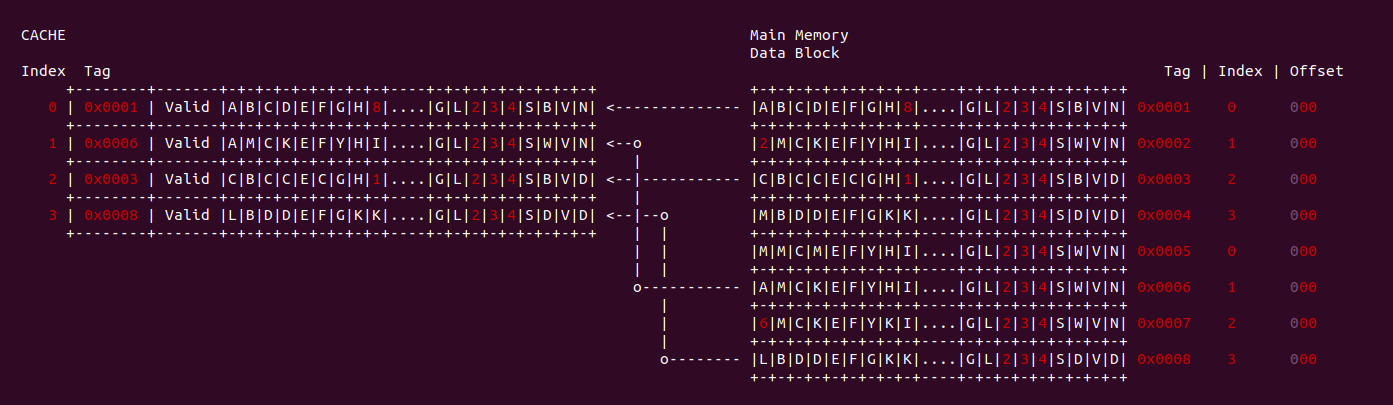 CACHE                                                                            Main Memory
                                                                                 Data Block
Index  Tag                                                                                                                     Tag | Index | Offset
     +--------+-------+-+-+-+-+-+-+-+-+-+----+-+-+-+-+-+-+-+-+-+                 +-+-+-+-+-+-+-+-+-+----+-+-+-+-+-+-+-+-+-+
   0 | 0x0001 | Valid |A|B|C|D|E|F|G|H|8|....|G|L|2|3|4|S|B|V|N| <-------------- |A|B|C|D|E|F|G|H|8|....|G|L|2|3|4|S|B|V|N| 0x0001    0      000
     +--------+-------+-+-+-+-+-+-+-+-+-+----+-+-+-+-+-+-+-+-+-+                 +-+-+-+-+-+-+-+-+-+----+-+-+-+-+-+-+-+-+-+
   1 | 0x0006 | Valid |A|M|C|K|E|F|Y|H|I|....|G|L|2|3|4|S|W|V|N| <--o            |2|M|C|K|E|F|Y|H|I|....|G|L|2|3|4|S|W|V|N| 0x0002    1      000
     +--------+-------+-+-+-+-+-+-+-+-+-+----+-+-+-+-+-+-+-+-+-+    |            +-+-+-+-+-+-+-+-+-+----+-+-+-+-+-+-+-+-+-+
   2 | 0x0003 | Valid |C|B|C|C|E|C|G|H|1|....|G|L|2|3|4|S|B|V|D| <--|----------- |C|B|C|C|E|C|G|H|1|....|G|L|2|3|4|S|B|V|D| 0x0003    2      000
     +--------+-------+-+-+-+-+-+-+-+-+-+----+-+-+-+-+-+-+-+-+-+    |            +-+-+-+-+-+-+-+-+-+----+-+-+-+-+-+-+-+-+-+
   3 | 0x0008 | Valid |L|B|D|D|E|F|G|K|K|....|G|L|2|3|4|S|D|V|D| <--|--o         |M|B|D|D|E|F|G|K|K|....|G|L|2|3|4|S|D|V|D| 0x0004    3      000
     +--------+-------+-+-+-+-+-+-+-+-+-+----+-+-+-+-+-+-+-+-+-+    |  |         +-+-+-+-+-+-+-+-+-+----+-+-+-+-+-+-+-+-+-+
                                                                    |  |         |M|M|C|M|E|F|Y|H|I|....|G|L|2|3|4|S|W|V|N| 0x0005    0      000
                                                                    |  |         +-+-+-+-+-+-+-+-+-+----+-+-+-+-+-+-+-+-+-+
                                                                    o----------- |A|M|C|K|E|F|Y|H|I|....|G|L|2|3|4|S|W|V|N| 0x0006    1      000
                                                                       |         +-+-+-+-+-+-+-+-+-+----+-+-+-+-+-+-+-+-+-+
                                                                       |         |6|M|C|K|E|F|Y|K|I|....|G|L|2|3|4|S|W|V|N| 0x0007    2      000
                                                                       |         +-+-+-+-+-+-+-+-+-+----+-+-+-+-+-+-+-+-+-+
                                                                       o-------- |L|B|D|D|E|F|G|K|K|....|G|L|2|3|4|S|D|V|D| 0x0008    3      000
                                                                                 +-+-+-+-+-+-+-+-+-+----+-+-+-+-+-+-+-+-+-+